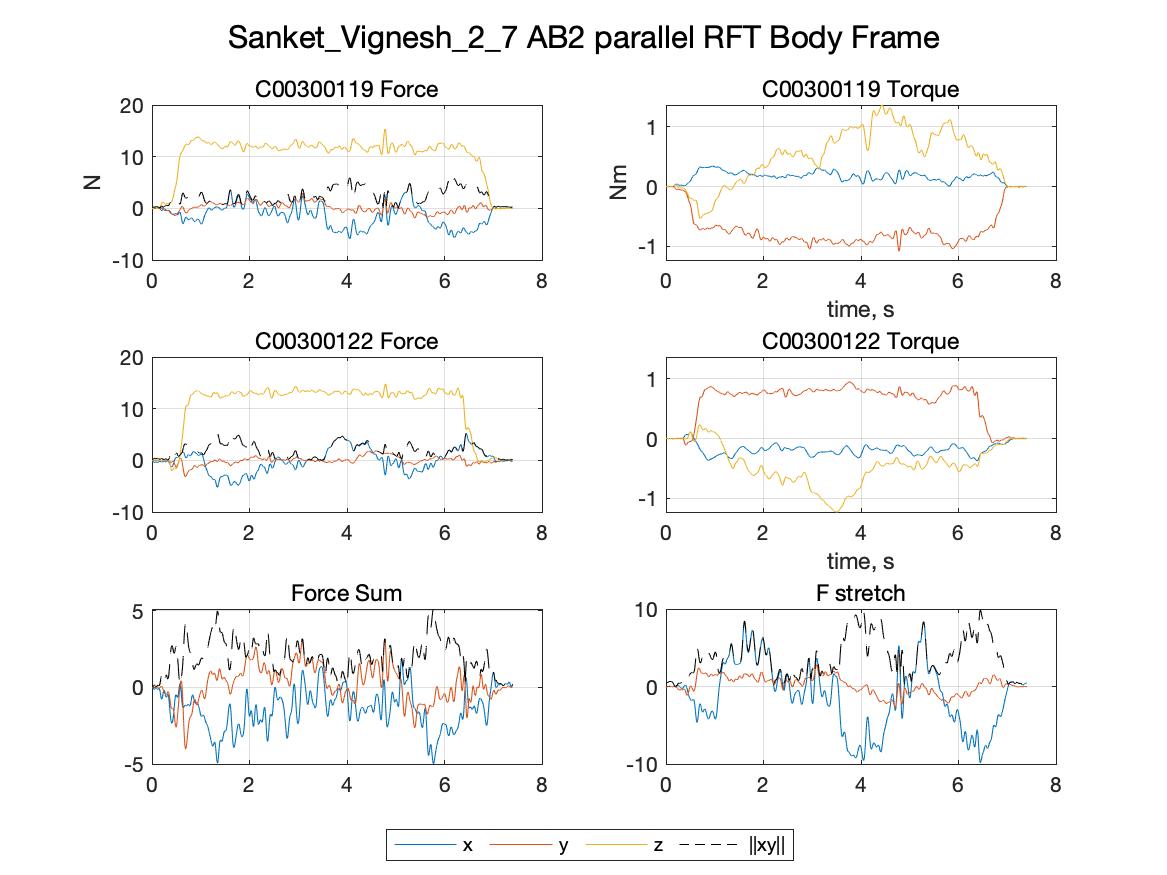 Sanket_Vignesh_2_7 AB2 parallel RFT Body Frame
C00300119 Force
20
10
0
-10
N
0 2 4 6 8
C00300119 Torque
1
0
-1
Nm
0 2 4 6 8
time, s
C00300122 Force
20
10
0
-10
0 2 4 6 8
C00300122 Torque
1
0
-1
0 2 4 6 8
time, s
Force Sum
5
0
-5
0 2 4 6 8
F stretch
10
0
-10
0 2 4 6 8
x y z ||xy||